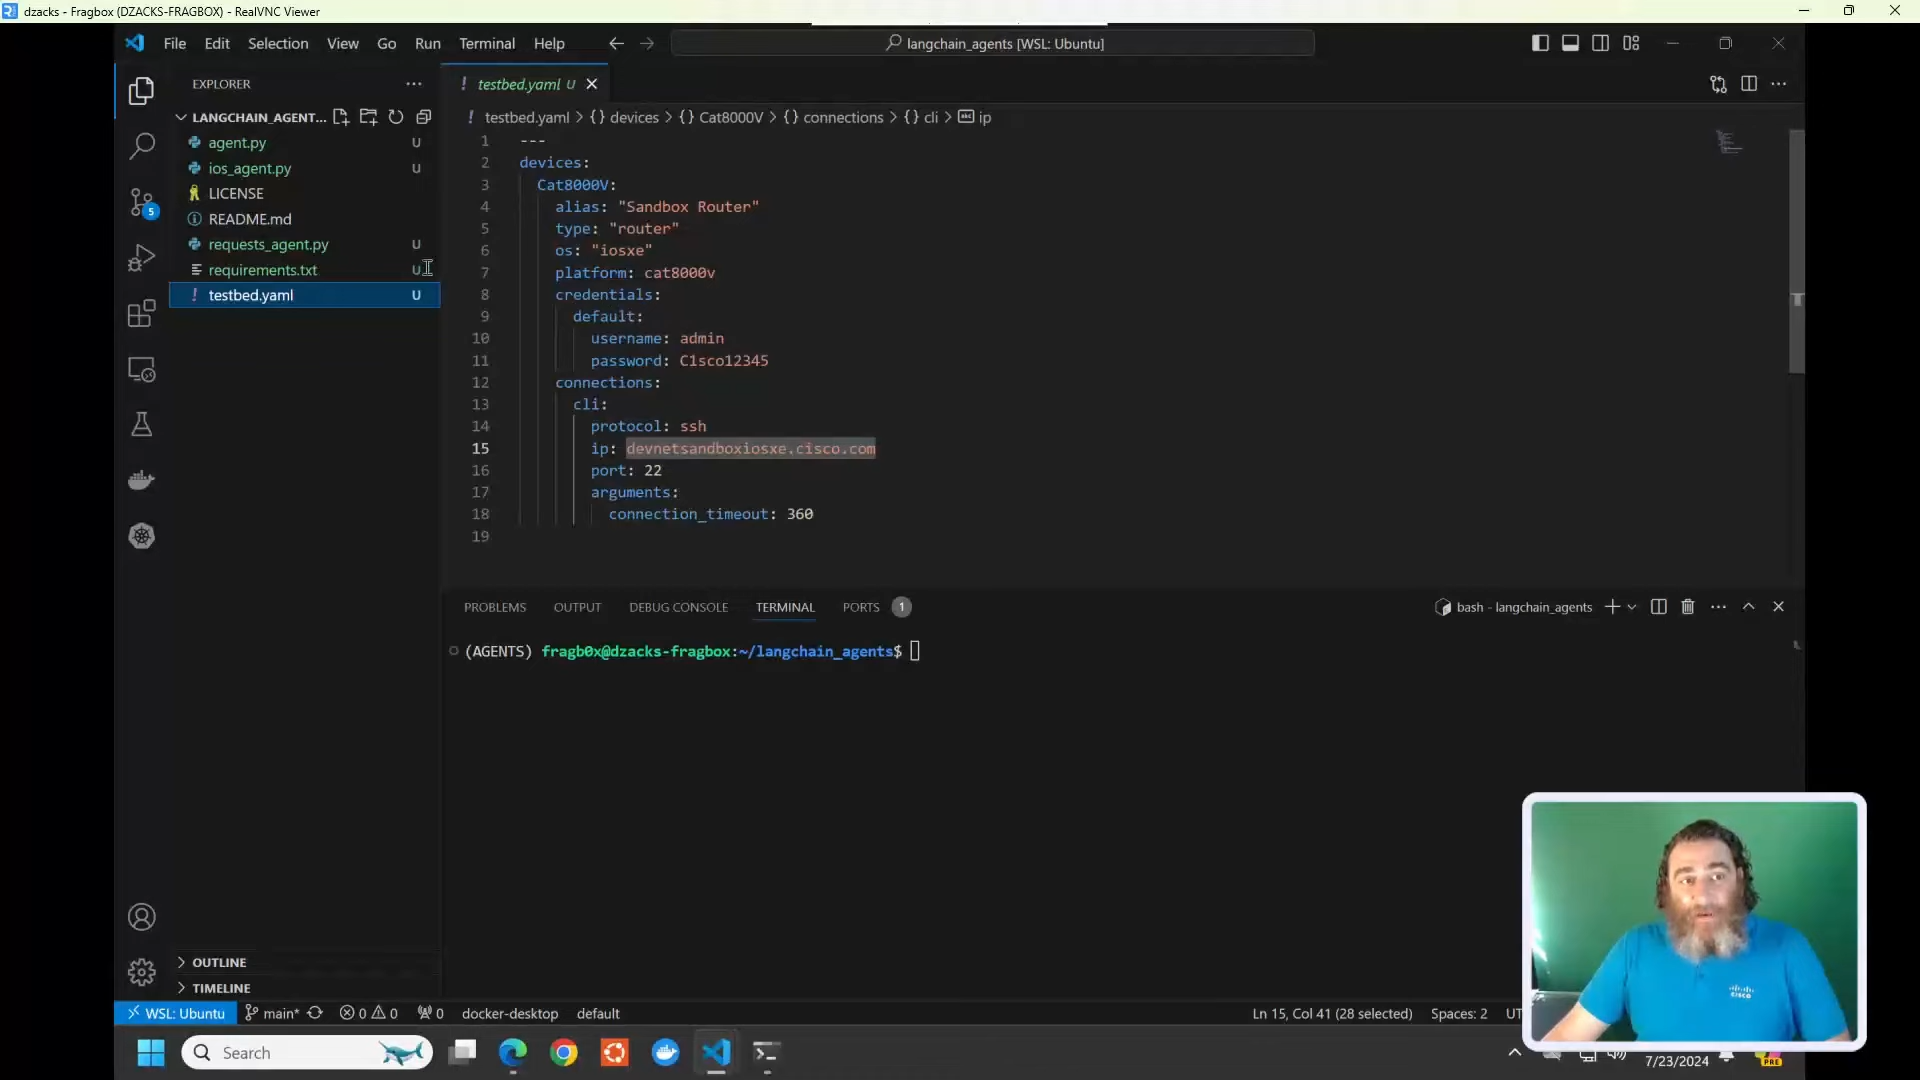 dzacks - Fragbox (DZACKS-FRAGBOX) - RealVNC Viewer
File Edit Selection View Go Run Terminal Help
langchain_agents [WSL: Ubuntu]
EXPLORER
LANGCHAIN_AGENT...
agent.py U
ios_agent.py U
LICENSE
README.md
requests_agent.py U
requirements.txt U
testbed.yaml U
OUTLINE
TIMELINE
testbed.yaml U
testbed.yaml > {} devices > {} Cat8000V > {} connections > {} cli > ip
1 ---
2 devices:
3 Cat8000V:
4 alias: "Sandbox Router"
5 type: "router"
6 os: "iosxe"
7 platform: cat8000v
8 credentials:
9 default:
10 username: admin
11 password: C1sco12345
12 connections:
13 cli:
14 protocol: ssh
15 ip: devnetsandboxiosxe.cisco.com
16 port: 22
17 arguments:
18 connection_timeout: 360
19
PROBLEMS OUTPUT DEBUG CONSOLE TERMINAL PORTS 1
bash - langchain_agents
(AGENTS) fragb0x@dzacks-fragbox:~/langchain_agents$
5
WSL: Ubuntu main* 0 0 0 docker-desktop default
Ln 15, Col 41 (28 selected) Spaces: 2 UT
Search
7/23/2024
PRE
CISCO